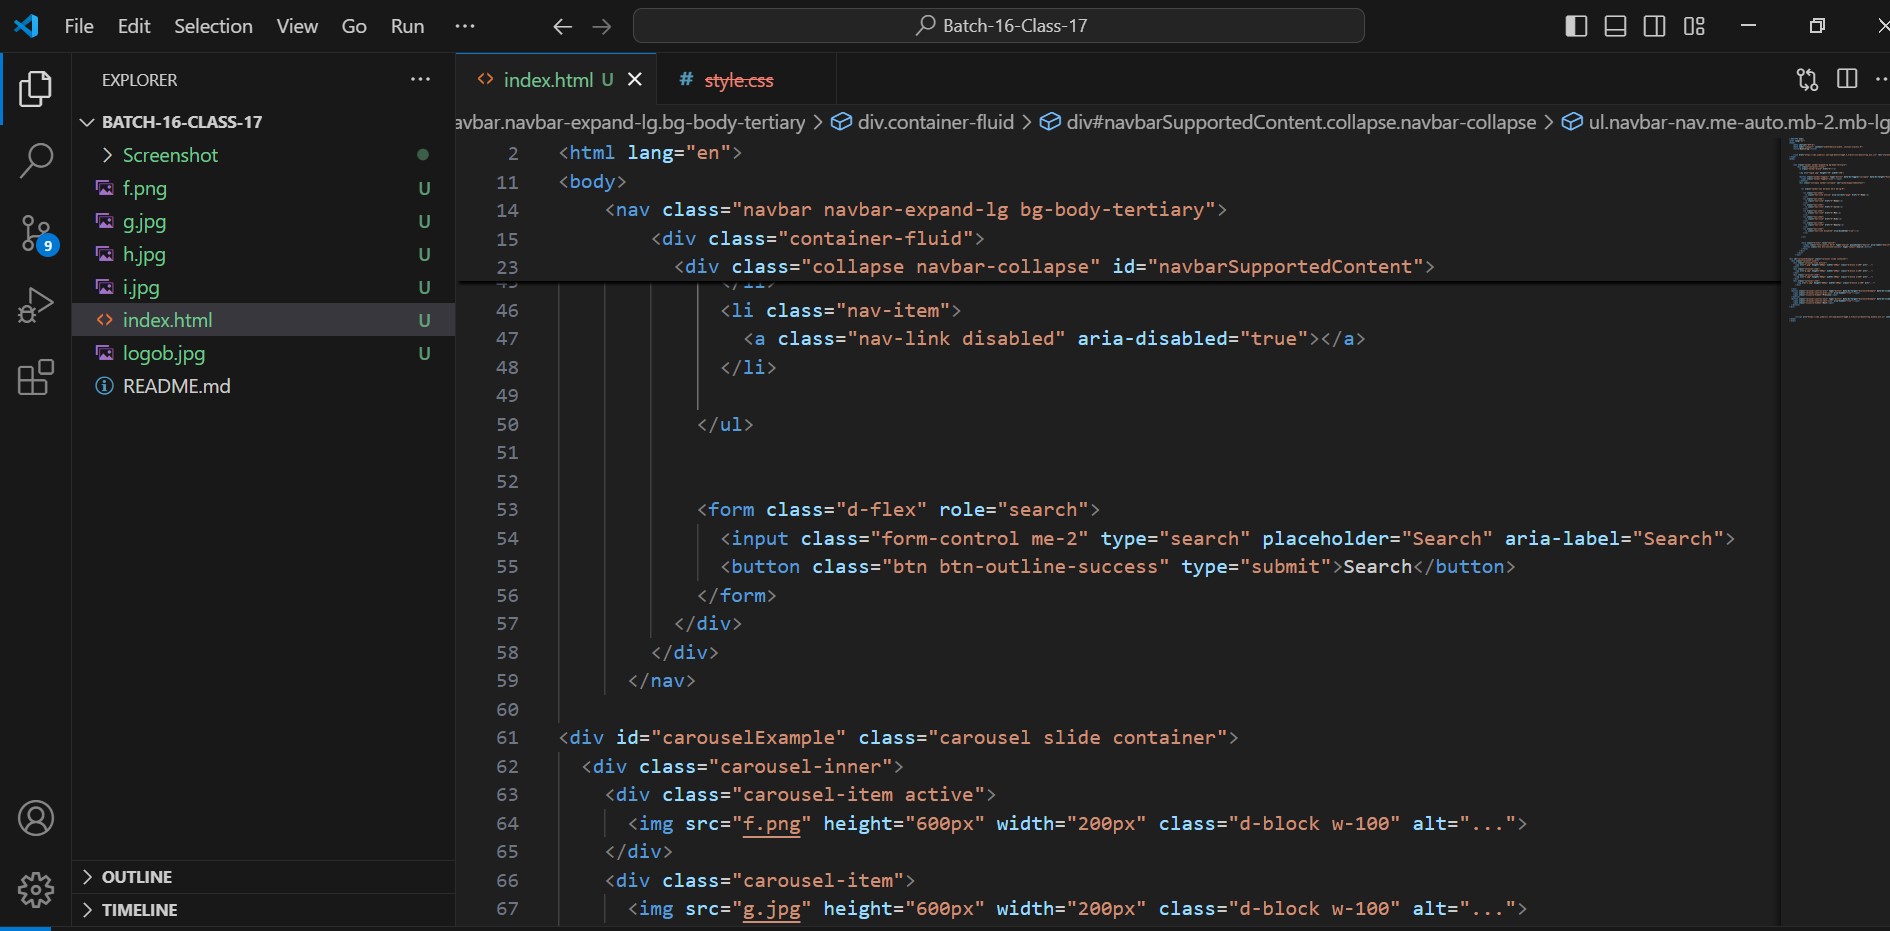 File Edit Selection View Go Run ··· Batch-16-Class-17
EXPLORER ···
BATCH-16-CLASS-17
Screenshot
f.png U
g.jpg U
h.jpg U
i.jpg U
index.html U
logob.jpg U
README.md
OUTLINE
TIMELINE
9
index.html U
# style.css
avbar.navbar-expand-lg.bg-body-tertiary > div.container-fluid > div#navbarSupportedContent.collapse.navbar-collapse > ul.navbar-nav.me-auto.mb-2.mb-lg
2 <html lang="en">
11 <body>
14 <nav class="navbar navbar-expand-lg bg-body-tertiary">
15 <div class="container-fluid">
23 <div class="collapse navbar-collapse" id="navbarSupportedContent">
45 </li>
46 <li class="nav-item">
47 <a class="nav-link disabled" aria-disabled="true"></a>
48 </li>
49
50 </ul>
51
52
53 <form class="d-flex" role="search">
54 <input class="form-control me-2" type="search" placeholder="Search" aria-label="Search">
55 <button class="btn btn-outline-success" type="submit">Search</button>
56 </form>
57 </div>
58 </div>
59 </nav>
60
61 <div id="carouselExample" class="carousel slide container">
62 <div class="carousel-inner">
63 <div class="carousel-item active">
64 <img src="f.png" height="600px" width="200px" class="d-block w-100" alt="...">
65 </div>
66 <div class="carousel-item">
67 <img src="g.jpg" height="600px" width="200px" class="d-block w-100" alt="...">